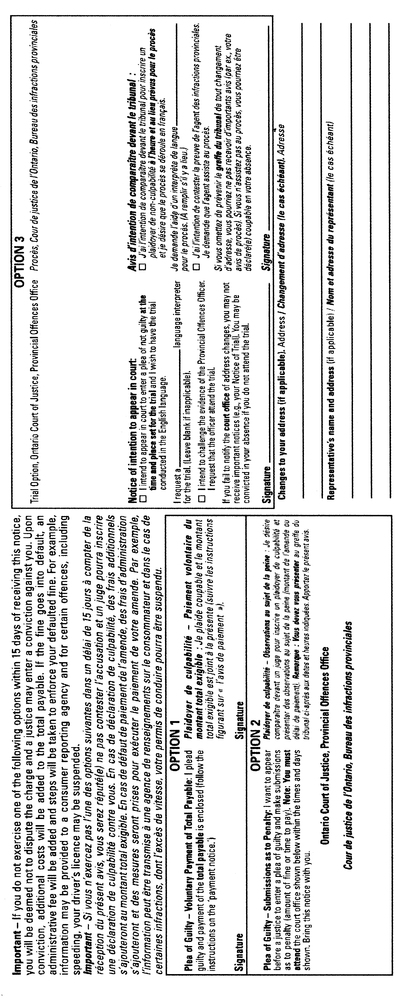 Important – If you do not exercise one of the following options within 15 days of receiving this notice,
you will be deemed not to dispute the charge and a justice may enter a conviction against you. Upon
conviction, additional costs will be added to the total payable. If the fine goes into default, an
administrative fee will be added and steps will be taken to enforce your defaulted fine. For example,
information may be provided to a consumer reporting agency and for certain offences, including
speeding, your driver's licence may be suspended.
Important – Si vous n'exercez pas l'une des options suivantes dans un délai de 15 jours à compter de la
réception du présent avis, vous serez réputé(e) ne pas contester l'accusation et un juge pourra inscrire
une déclaration de culpabilité contre vous. En cas de déclaration de culpabilité, des frais additionnels
s'ajouteront au montant total exigible. En cas de défaut de paiement de l'amende, des frais d'administration
s'ajouteront et des mesures seront prises pour exécuter le paiement de votre amende. Par exemple,
l'information peut être transmise à une agence de renseignements sur le consommateur et dans le cas de
certaines infractions, dont l'excès de vitesse, votre permis de conduire pourra être suspendu.
OPTION 1
Plea of Guilty – Voluntary Payment of Total Payable: I plead
guilty and payment of the total payable is enclosed (follow the
instructions on the 'payment notice.')
Signature
Plaidoyer de culpabilité – Paiement volontaire du
montant total exigible : Je plaide coupable et le montant
total exigible est joint à la présente (suivre les instructions
figurant sur « l'avis de paiement »).
Signature
OPTION 2
Plea of Guilty – Submissions as to Penalty: I want to appear
before a justice to enter a plea of guilty and make submissions
as to penalty (amount of fine or time to pay). Note: You must
attend the court office shown below within the times and days
shown. Bring this notice with you.
Plaidoyer de culpabilité – Observations au sujet de la peine : Je désire
comparaître devant un juge pour inscrire un plaidoyer de culpabilité et
présenter des observations au sujet de la peine (montant de l'amende ou
délai de paiement). Remarque : Vous devez vous présenter au greffe du
tribunal ci-après aux dates et heures indiquées. Apportez le présent avis.
Ontario Court of Justice, Provincial Offences Office
Cour de justice de l'Ontario, Bureau des infractions provinciales
OPTION 3
Trial Option, Ontario Court of Justice, Provincial Offences Office Procès, Cour de justice de l'Ontario, Bureau des infractions provinciales
Notice of intention to appear in court:
☐ I intend to appear in court to enter a plea of not guilty at the
time and place set for the trial and I wish to have the trial
conducted in the English language.
I request a ________ language interpreter
for the trial. (Leave blank if inapplicable).
☐ I intend to challenge the evidence of the Provincial Offences Officer.
I request that the officer attend the trial.
If you fail to notify the court office of address changes, you may not
receive important notices (e.g., your Notice of Trial). You may be
convicted in your absence if you do not attend the trial.
Signature
Avis d'intention de comparaître devant le tribunal :
☐ J'ai l'intention de comparaître devant le tribunal pour inscrire un
plaidoyer de non-culpabilité à l'heure et au lieu prévus pour le procès
et je désire que le procès se déroule en français.
Je demande l'aide d'un interprète de langue ________
pour le procès. (À remplir s'il y a lieu.)
☐ J'ai l'intention de contester la preuve de l'agent des infractions provinciales.
Je demande que l'agent assiste au procès.
Si vous omettez de prévenir le greffe du tribunal de tout changement
d'adresse, vous pourriez ne pas recevoir d'importants avis (par ex., votre
avis de procès). Si vous n'assistez pas au procès, vous pourriez être
déclaré(e) coupable en votre absence.
Signature
Changes to your address (if applicable). Address / Changement d'adresse (le cas échéant). Adresse
Representative's name and address (if applicable) / Nom et adresse du représentant (le cas échéant)